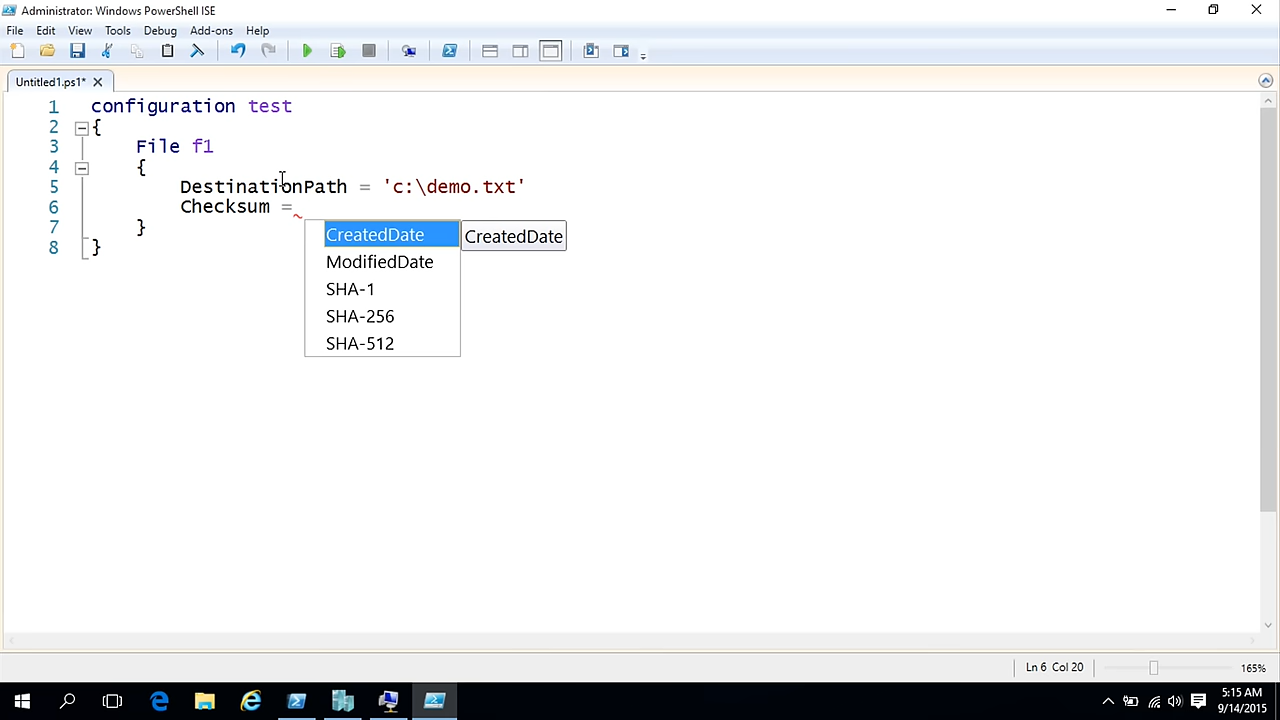 Administrator: Windows PowerShell ISE
File Edit View Tools Debug Add-ons Help
Untitled1.ps1*
1 configuration test
2 {
3 File f1
4 {
5 DestinationPath = 'c:\demo.txt'
6 Checksum =
7 }
8 }
CreatedDate CreatedDate
ModifiedDate
SHA-1
SHA-256
SHA-512
Ln 6 Col 20 165%
5:15 AM
9/14/2015